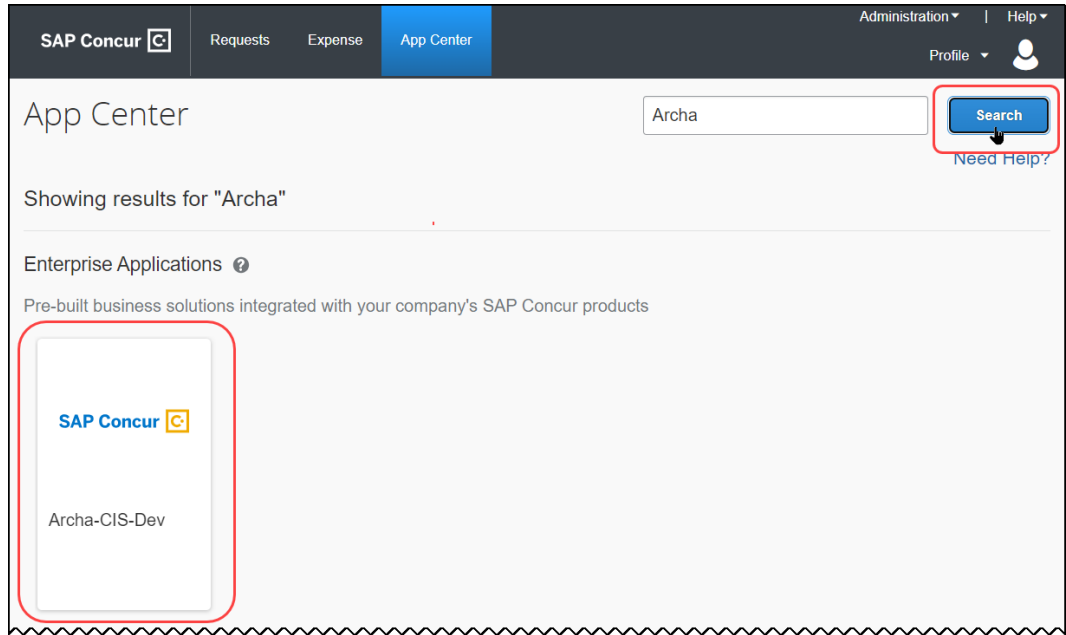 Administration | Help
SAP Concur C Requests Expense App Center
Profile
App Center
Archa
Search
Need Help?
Showing results for "Archa"
Enterprise Applications ?
Pre-built business solutions integrated with your company's SAP Concur products
SAP Concur C
Archa-CIS-Dev